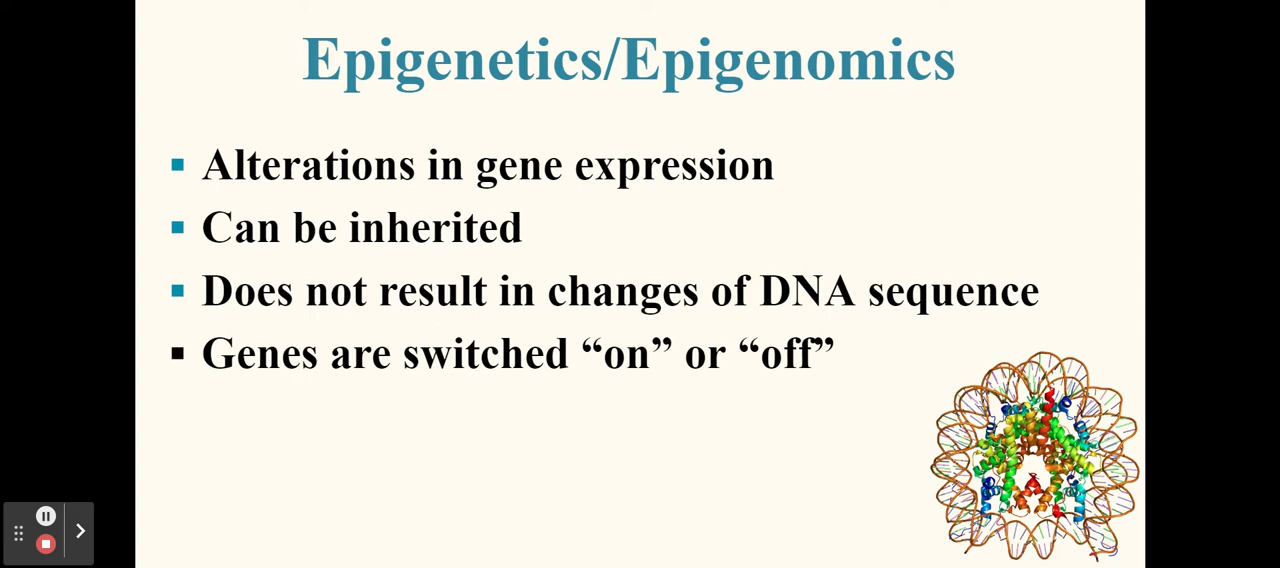 Epigenetics/Epigenomics
Alterations in gene expression
Can be inherited
Does not result in changes of DNA sequence
Genes are switched “on” or “off”